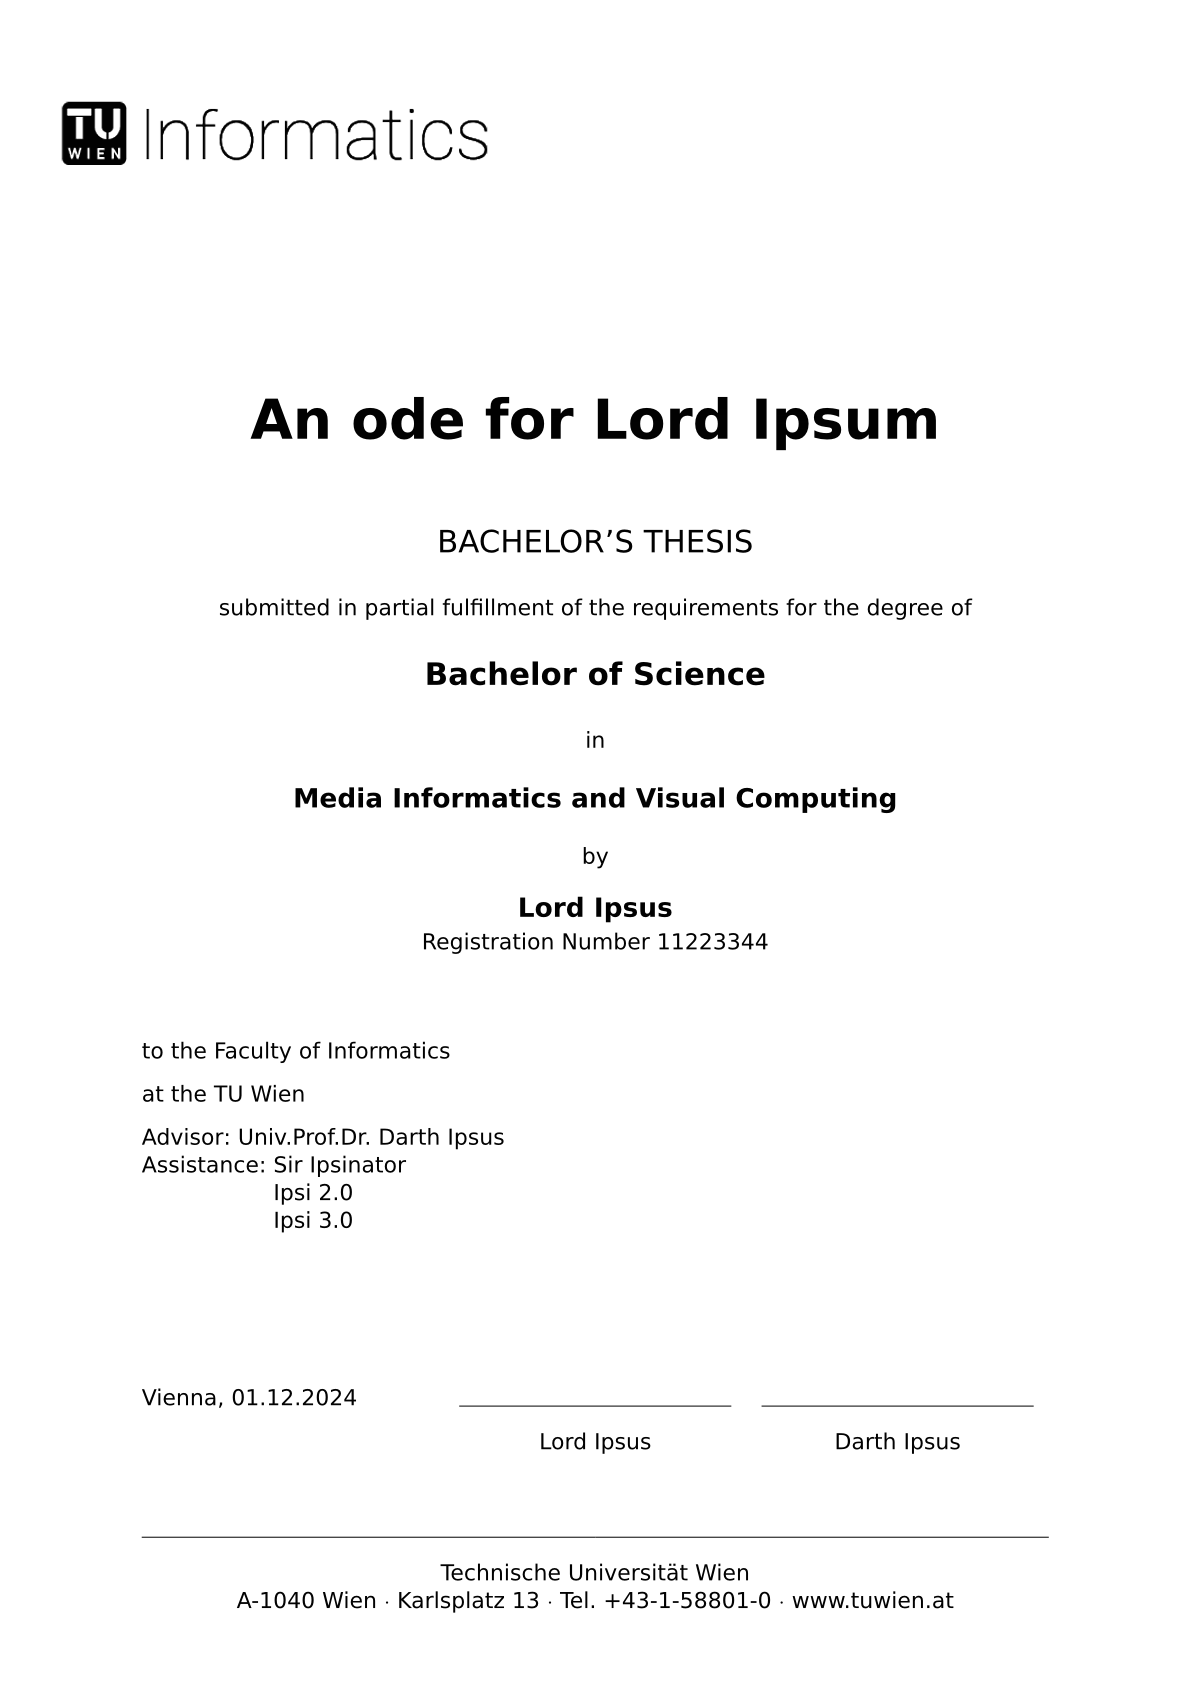 TU
WIEN
Informatics
An ode for Lord Ipsum
BACHELOR’S THESIS
submitted in partial fulfillment of the requirements for the degree of
Bachelor of Science
in
Media Informatics and Visual Computing
by
Lord Ipsus
Registration Number 11223344
to the Faculty of Informatics
at the TU Wien
Advisor: Univ.Prof.Dr. Darth Ipsus
Assistance: Sir Ipsinator
Ipsi 2.0
Ipsi 3.0
Vienna, 01.12.2024
Lord Ipsus Darth Ipsus
Technische Universität Wien
A-1040 Wien · Karlsplatz 13 · Tel. +43-1-58801-0 · www.tuwien.at